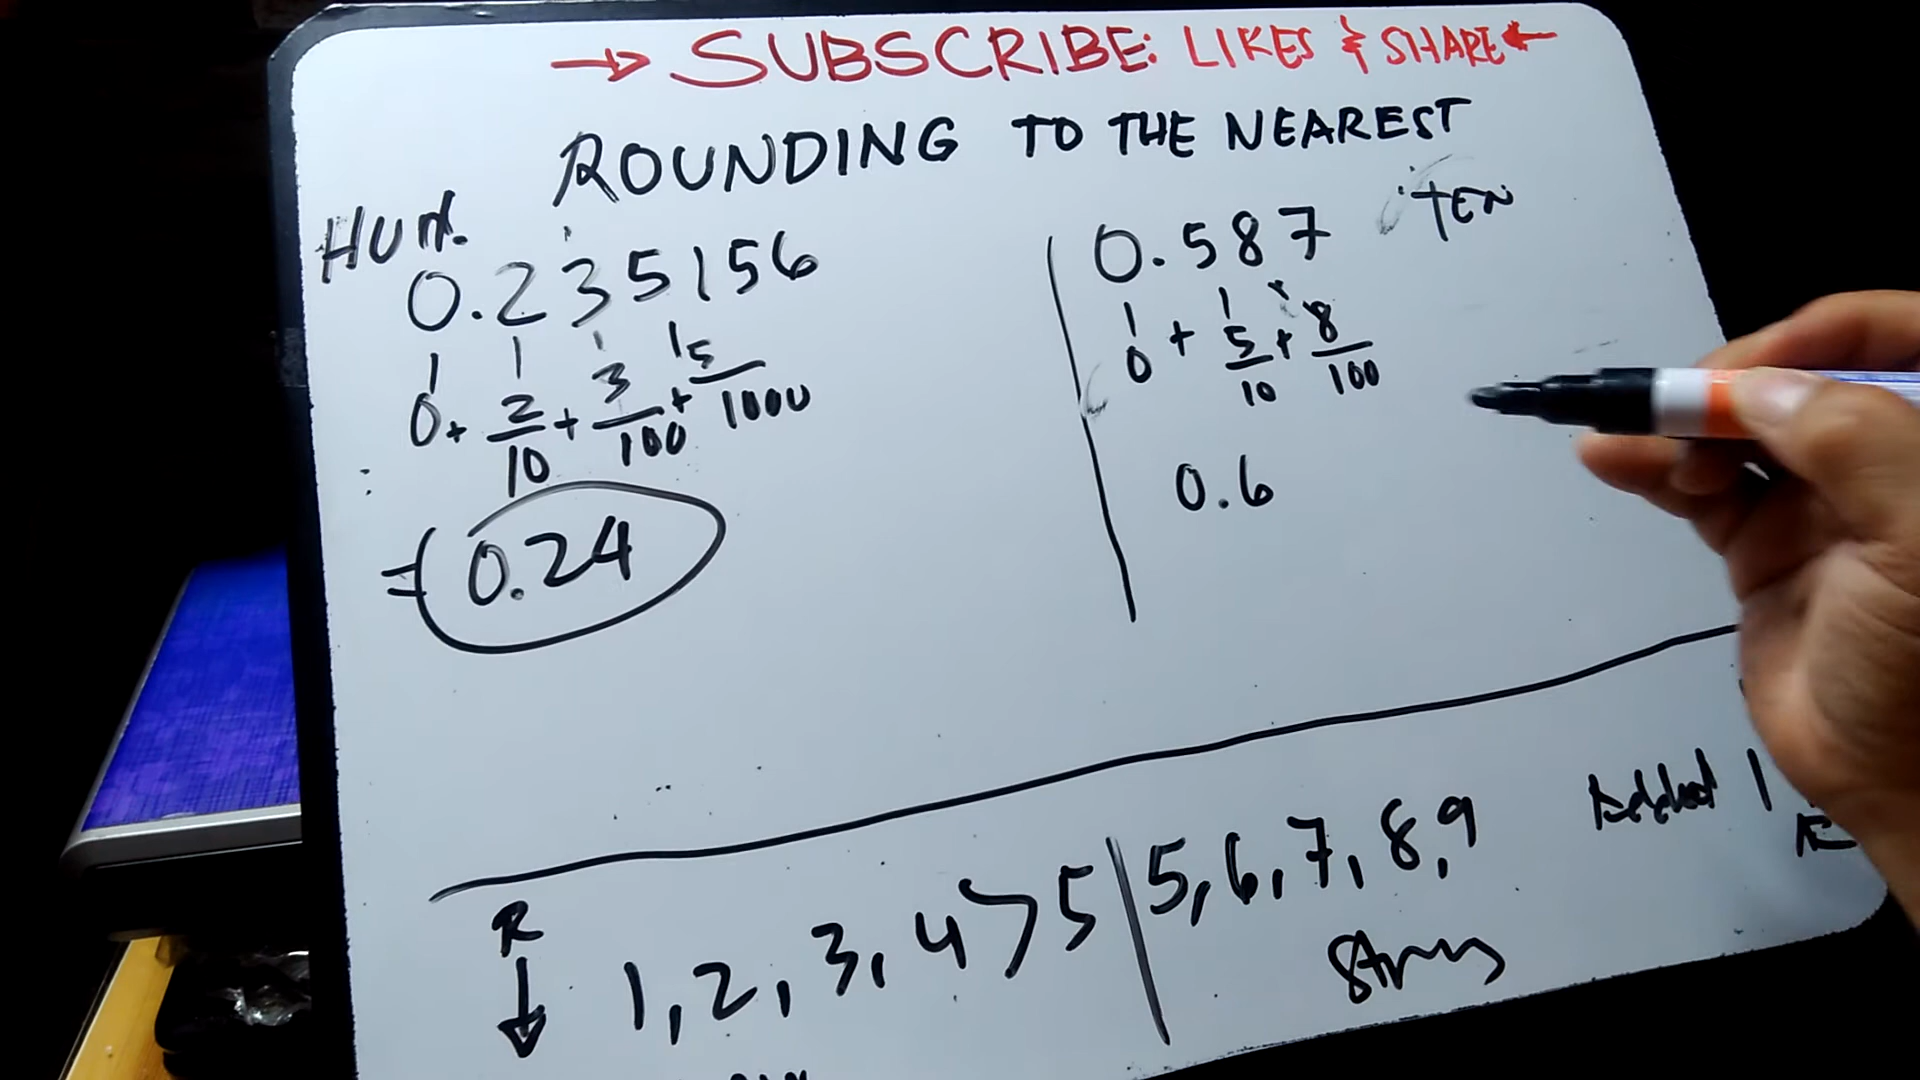 → SUBSCRIBE: LIKES & SHARE ←
ROUNDING TO THE NEAREST
HUN.
0.235156
0 + 2/10 + 3/100 + 5/1000
= 0.24
TEN
0.587
0 + 5/10 + 8/100
0.6
R ↓ 1, 2, 3, 4 > 5 | 5, 6, 7, 8, 9
Added 1